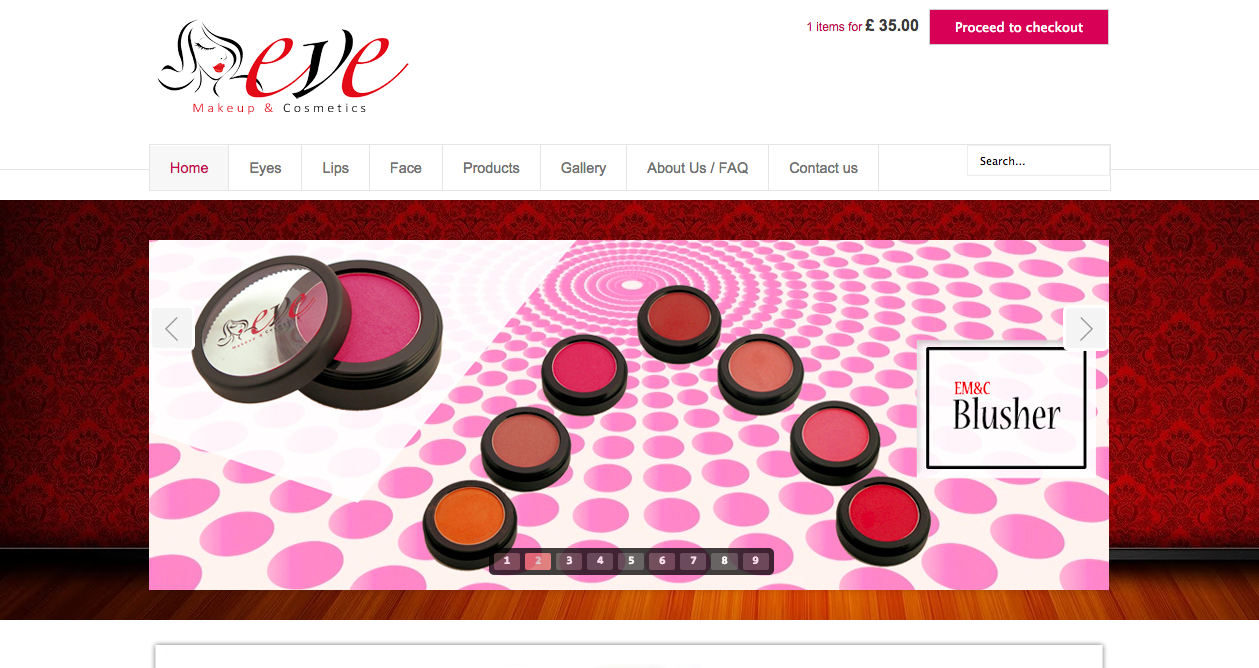 1 items for £ 35.00
Proceed to checkout
eve
Makeup & Cosmetics
Home
Eyes
Lips
Face
Products
Gallery
About Us / FAQ
Contact us
Search...
eve
EM&C
Blusher
1 2 3 4 5 6 7 8 9